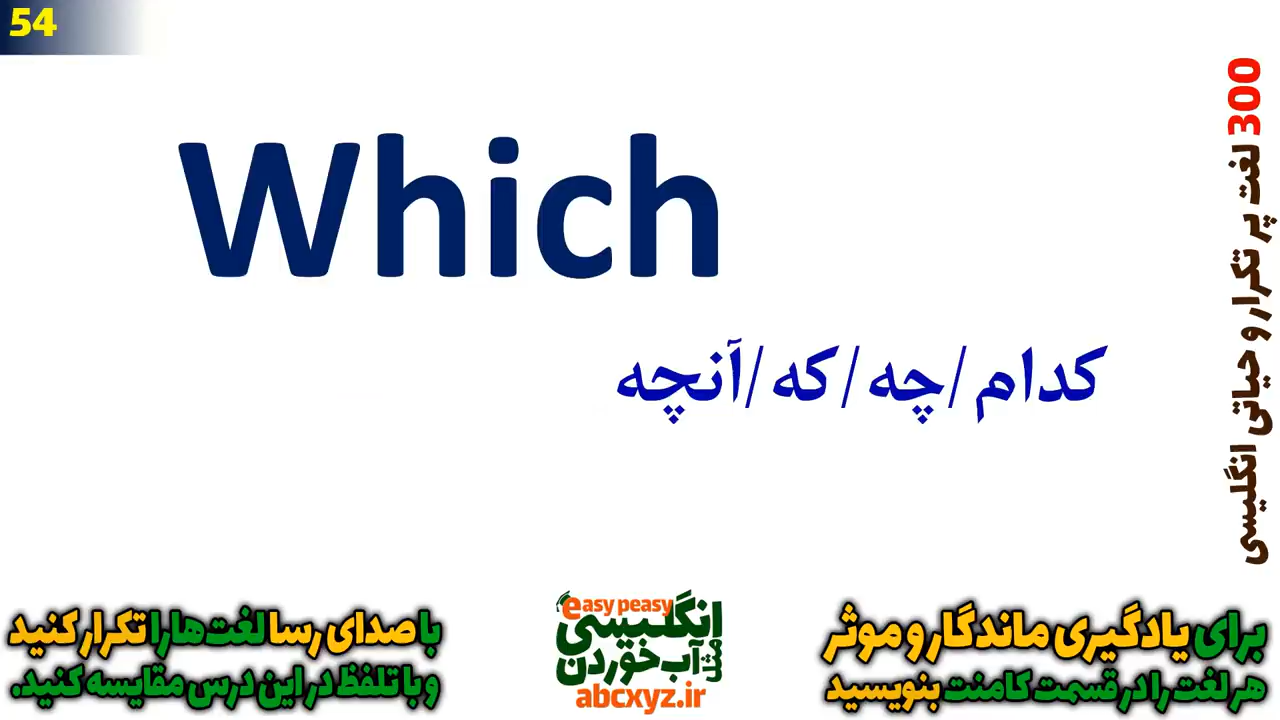 54
Which
کدام/چه/که/آنچه
300 لغت پر تکرار و حیاتی انگلیسی
برای یادگیری ماندگار و موثر
هر لغت را در قسمت کامنت بنویسید
easy peasy
انگلیسی
مثل آب خوردن
abcxyz.ir
با صدای رسا لغت‌ها را تکرار کنید
و با تلفظ در این درس مقایسه کنید.